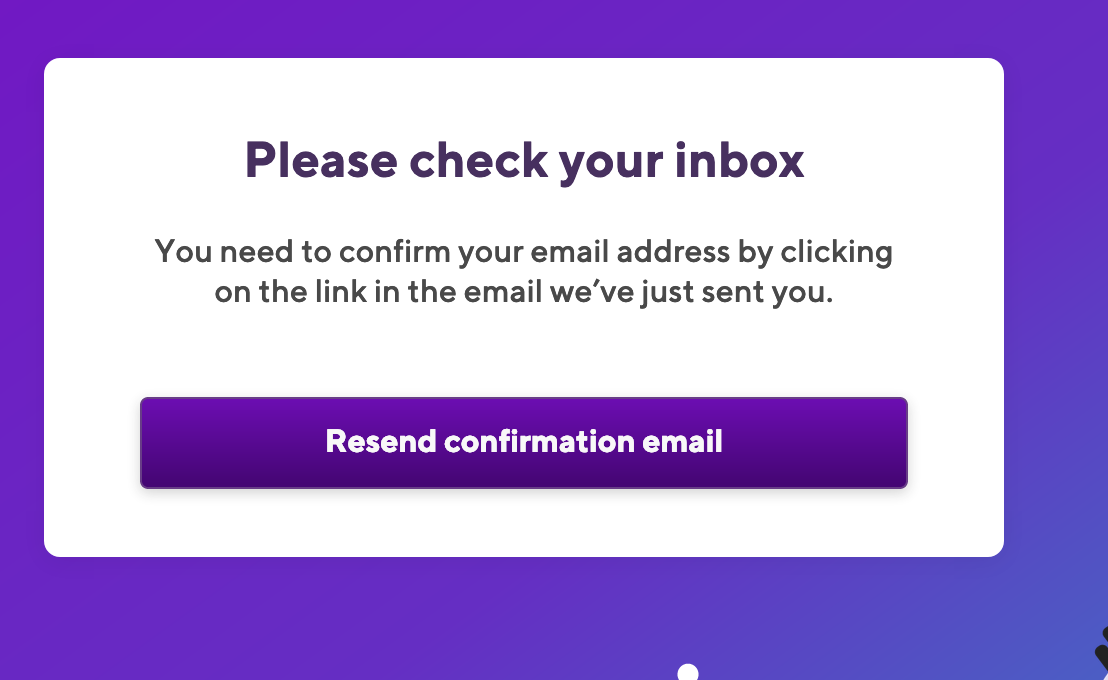 Please check your inbox
You need to confirm your email address by clicking
on the link in the email we’ve just sent you.
Resend confirmation email